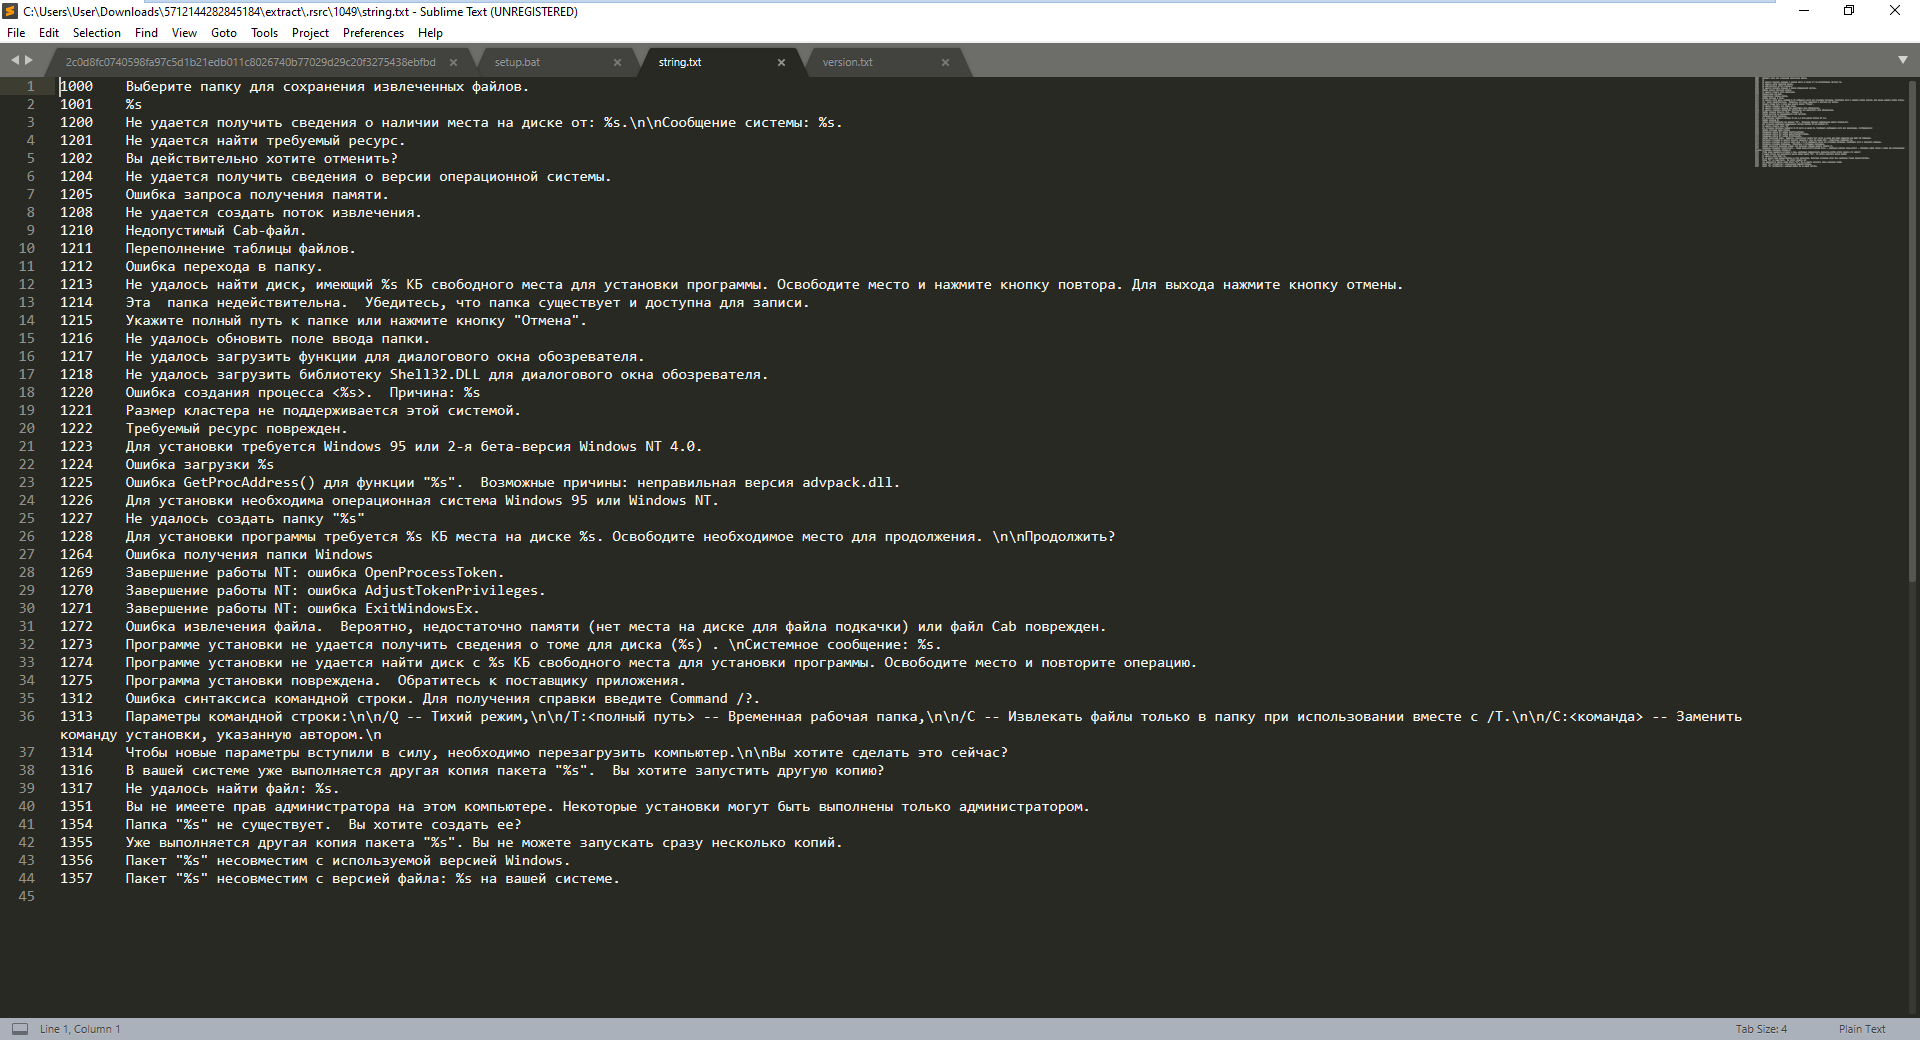 C:\Users\User\Downloads\5712144282845184\extract\.rsrc\1049\string.txt - Sublime Text (UNREGISTERED)
File Edit Selection Find View Goto Tools Project Preferences Help
2c0d8fc0740598fa97c5d1b21edb011c8026740b77029d29c20f3275438ebfbd setup.bat string.txt version.txt
1 1000 Выберите папку для сохранения извлеченных файлов.
2 1001 %s
3 1200 Не удается получить сведения о наличии места на диске от: %s.\n\nСообщение системы: %s.
4 1201 Не удается найти требуемый ресурс.
5 1202 Вы действительно хотите отменить?
6 1204 Не удается получить сведения о версии операционной системы.
7 1205 Ошибка запроса получения памяти.
8 1208 Не удается создать поток извлечения.
9 1210 Недопустимый Cab-файл.
10 1211 Переполнение таблицы файлов.
11 1212 Ошибка перехода в папку.
12 1213 Не удалось найти диск, имеющий %s КБ свободного места для установки программы. Освободите место и нажмите кнопку повтора. Для выхода нажмите кнопку отмены.
13 1214 Эта  папка недействительна.  Убедитесь, что папка существует и доступна для записи.
14 1215 Укажите полный путь к папке или нажмите кнопку "Отмена".
15 1216 Не удалось обновить поле ввода папки.
16 1217 Не удалось загрузить функции для диалогового окна обозревателя.
17 1218 Не удалось загрузить библиотеку Shell32.DLL для диалогового окна обозревателя.
18 1220 Ошибка создания процесса <%s>.  Причина: %s
19 1221 Размер кластера не поддерживается этой системой.
20 1222 Требуемый ресурс поврежден.
21 1223 Для установки требуется Windows 95 или 2-я бета-версия Windows NT 4.0.
22 1224 Ошибка загрузки %s
23 1225 Ошибка GetProcAddress() для функции "%s".  Возможные причины: неправильная версия advpack.dll.
24 1226 Для установки необходима операционная система Windows 95 или Windows NT.
25 1227 Не удалось создать папку "%s"
26 1228 Для установки программы требуется %s КБ места на диске %s. Освободите необходимое место для продолжения. \n\nПродолжить?
27 1264 Ошибка получения папки Windows
28 1269 Завершение работы NT: ошибка OpenProcessToken.
29 1270 Завершение работы NT: ошибка AdjustTokenPrivileges.
30 1271 Завершение работы NT: ошибка ExitWindowsEx.
31 1272 Ошибка извлечения файла.  Вероятно, недостаточно памяти (нет места на диске для файла подкачки) или файл Cab поврежден.
32 1273 Программе установки не удается получить сведения о томе для диска (%s) . \nСистемное сообщение: %s.
33 1274 Программе установки не удается найти диск с %s КБ свободного места для установки программы. Освободите место и повторите операцию.
34 1275 Программа установки повреждена.  Обратитесь к поставщику приложения.
35 1312 Ошибка синтаксиса командной строки. Для получения справки введите Command /?.
36 1313 Параметры командной строки:\n\n/Q -- Тихий режим,\n\n/T:<полный путь> -- Временная рабочая папка,\n\n/C -- Извлекать файлы только в папку при использовании вместе с /T.\n\n/C:<команда> -- Заменить
команду установки, указанную автором.\n
37 1314 Чтобы новые параметры вступили в силу, необходимо перезагрузить компьютер.\n\nВы хотите сделать это сейчас?
38 1316 В вашей системе уже выполняется другая копия пакета "%s".  Вы хотите запустить другую копию?
39 1317 Не удалось найти файл: %s.
40 1351 Вы не имеете прав администратора на этом компьютере. Некоторые установки могут быть выполнены только администратором.
41 1354 Папка "%s" не существует.  Вы хотите создать ее?
42 1355 Уже выполняется другая копия пакета "%s". Вы не можете запускать сразу несколько копий.
43 1356 Пакет "%s" несовместим с используемой версией Windows.
44 1357 Пакет "%s" несовместим с версией файла: %s на вашей системе.
45
Line 1, Column 1 Tab Size: 4 Plain Text